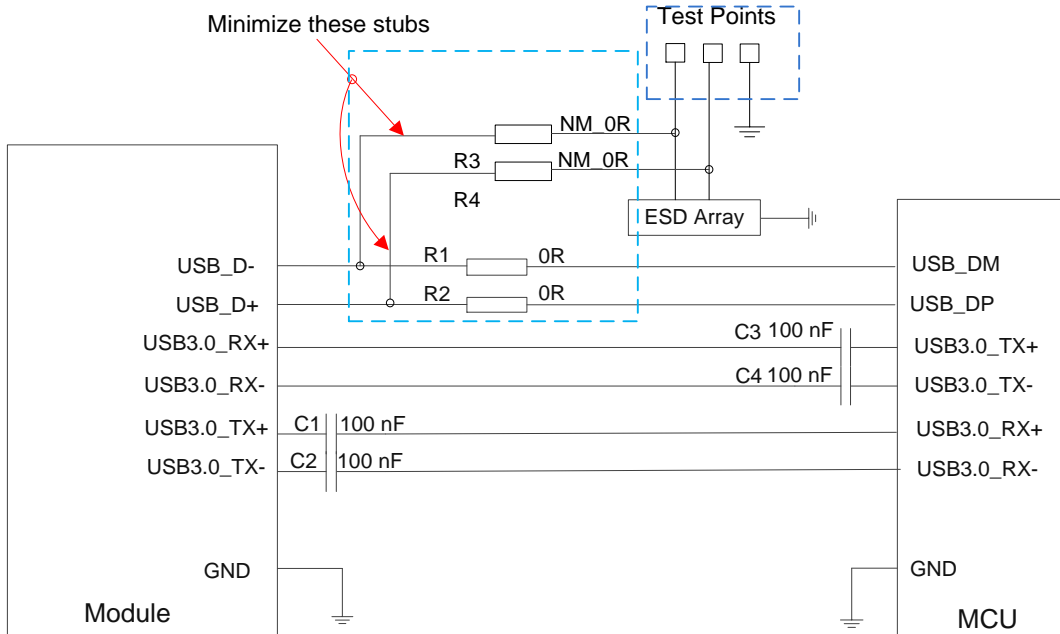 Minimize these stubs
Test Points
NM_0R
R3
NM_0R
R4
ESD Array
USB_D-
R1
0R
USB_DM
USB_D+
R2
0R
USB_DP
USB3.0_RX+
C3 100 nF
USB3.0_TX+
USB3.0_RX-
C4 100 nF
USB3.0_TX-
USB3.0_TX+
C1
100 nF
USB3.0_RX+
USB3.0_TX-
C2
100 nF
USB3.0_RX-
GND
GND
Module
MCU